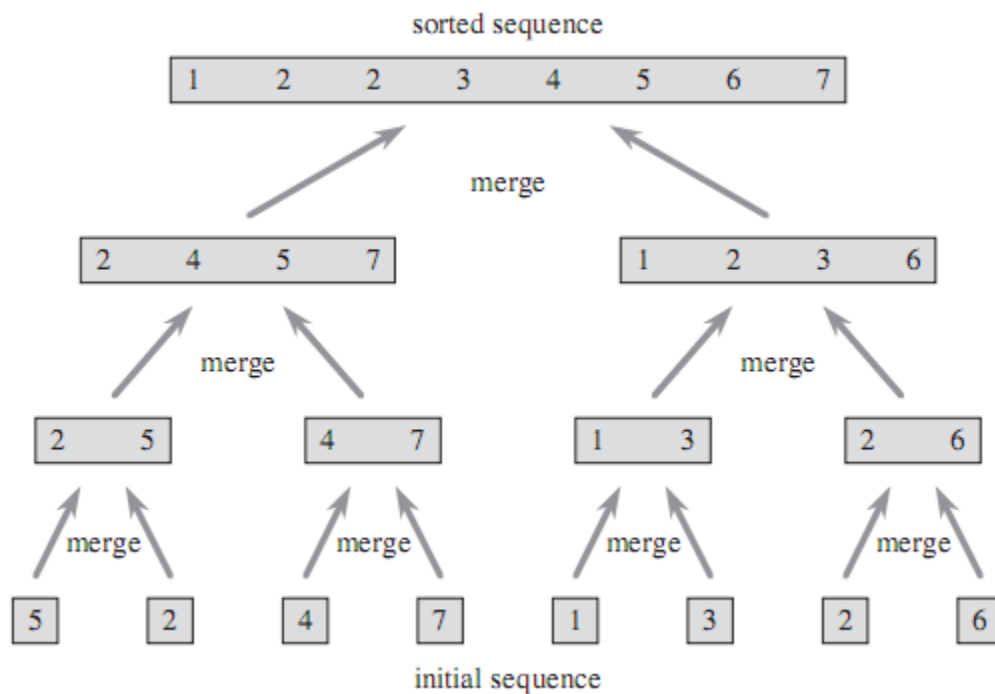 sorted sequence
1 2 2 3 4 5 6 7
merge
2 4 5 7 1 2 3 6
merge merge
2 5 4 7 1 3 2 6
merge merge merge merge
5 2 4 7 1 3 2 6
initial sequence